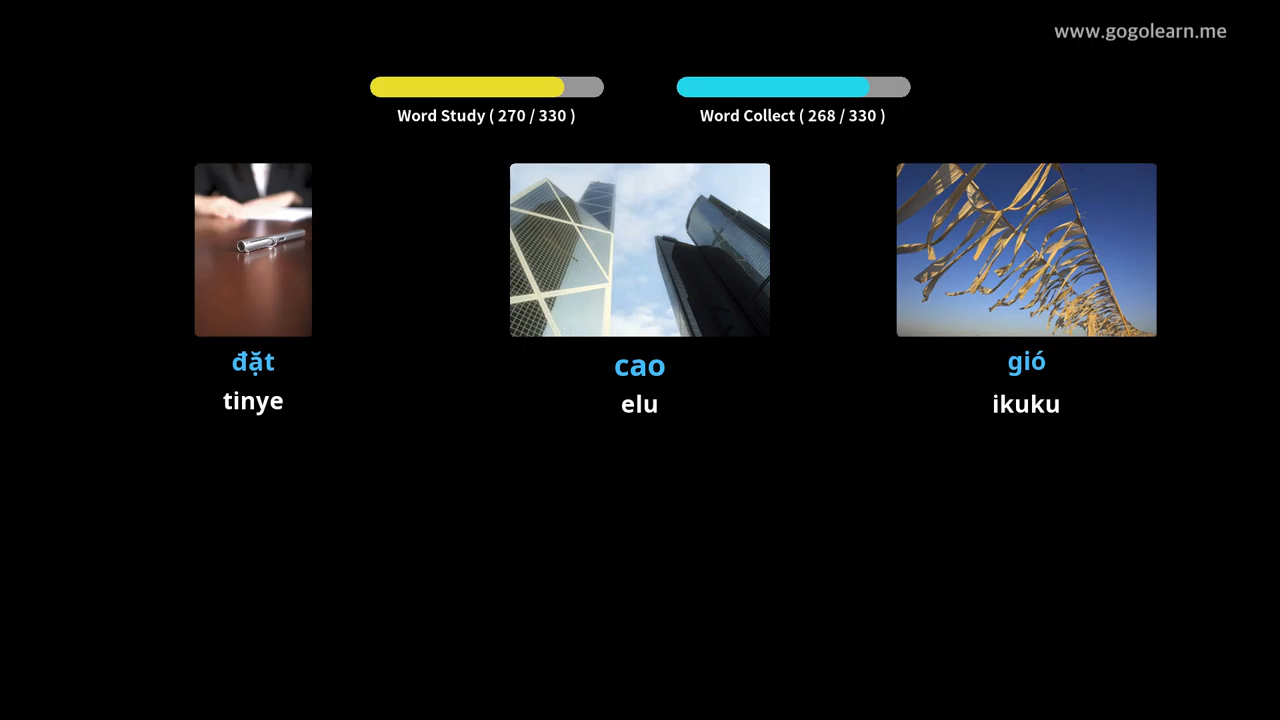 www.gogolearn.me
Word Study ( 270 / 330 )
Word Collect ( 268 / 330 )
đặt
tinye
cao
elu
gió
ikuku